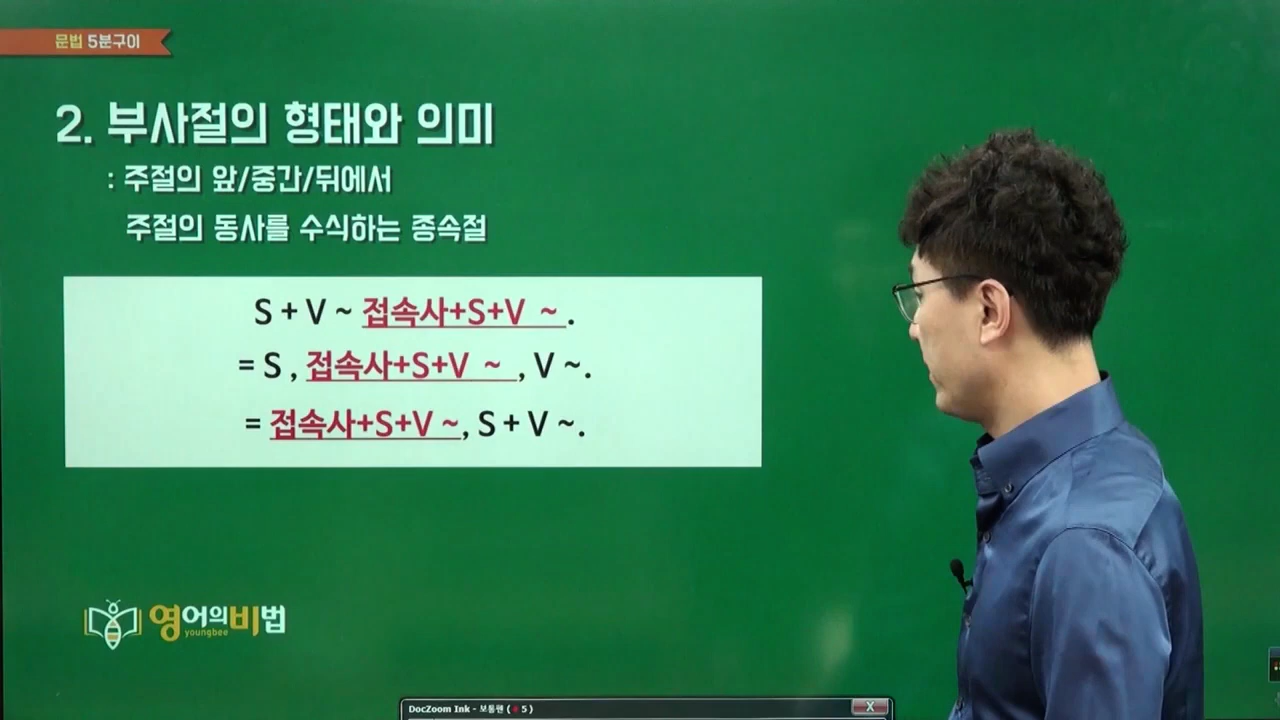 문법 5분구이
2. 부사절의 형태와 의미
: 주절의 앞/중간/뒤에서
주절의 동사를 수식하는 종속절
S + V ~ 접속사+S+V ~ .
= S , 접속사+S+V ~ , V ~.
= 접속사+S+V ~, S + V ~.
영어의비법
youngbee
DocZoom Ink - 보통펜 ( 5 )
X